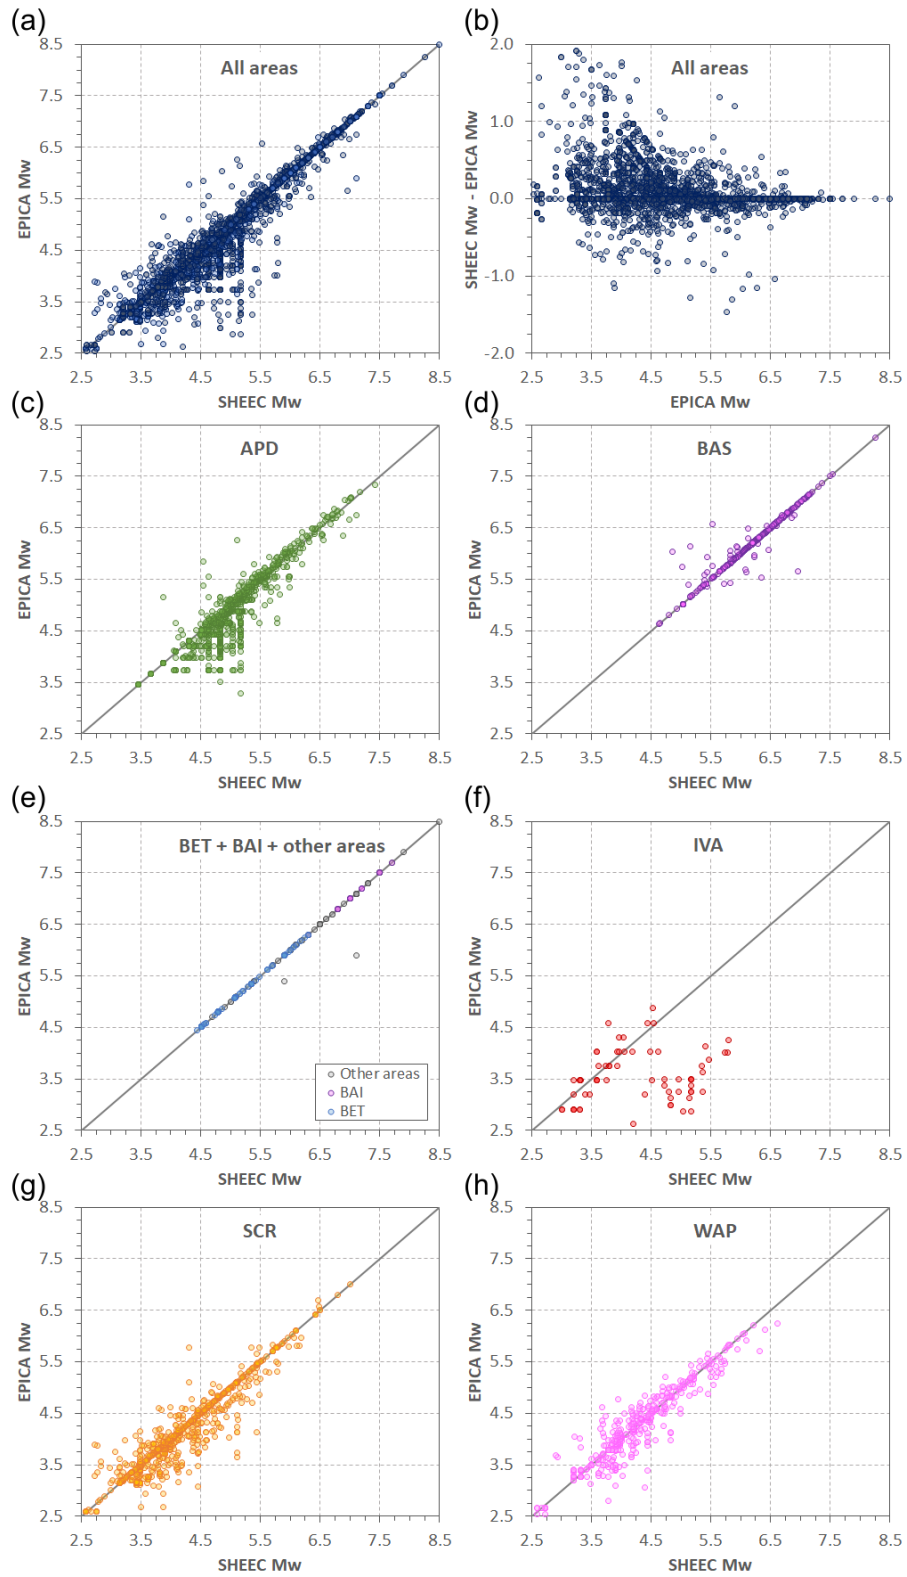 (a)
(b)
8.5
7.5
6.5
5.5
4.5
3.5
2.5
EPICA Mw
All areas
2.5 3.5 4.5 5.5 6.5 7.5 8.5
SHEEC Mw
2.0
1.0
0.0
-1.0
-2.0
SHEEC Mw - EPICA Mw
All areas
2.5 3.5 4.5 5.5 6.5 7.5 8.5
EPICA Mw
(c)
(d)
8.5
7.5
6.5
5.5
4.5
3.5
2.5
EPICA Mw
APD
2.5 3.5 4.5 5.5 6.5 7.5 8.5
SHEEC Mw
8.5
7.5
6.5
5.5
4.5
3.5
2.5
EPICA Mw
BAS
2.5 3.5 4.5 5.5 6.5 7.5 8.5
SHEEC Mw
(e)
(f)
8.5
7.5
6.5
5.5
4.5
3.5
2.5
EPICA Mw
BET + BAI + other areas
Other areas
BAI
BET
2.5 3.5 4.5 5.5 6.5 7.5 8.5
SHEEC Mw
8.5
7.5
6.5
5.5
4.5
3.5
2.5
EPICA Mw
IVA
2.5 3.5 4.5 5.5 6.5 7.5 8.5
SHEEC Mw
(g)
(h)
8.5
7.5
6.5
5.5
4.5
3.5
2.5
EPICA Mw
SCR
2.5 3.5 4.5 5.5 6.5 7.5 8.5
SHEEC Mw
8.5
7.5
6.5
5.5
4.5
3.5
2.5
EPICA Mw
WAP
2.5 3.5 4.5 5.5 6.5 7.5 8.5
SHEEC Mw